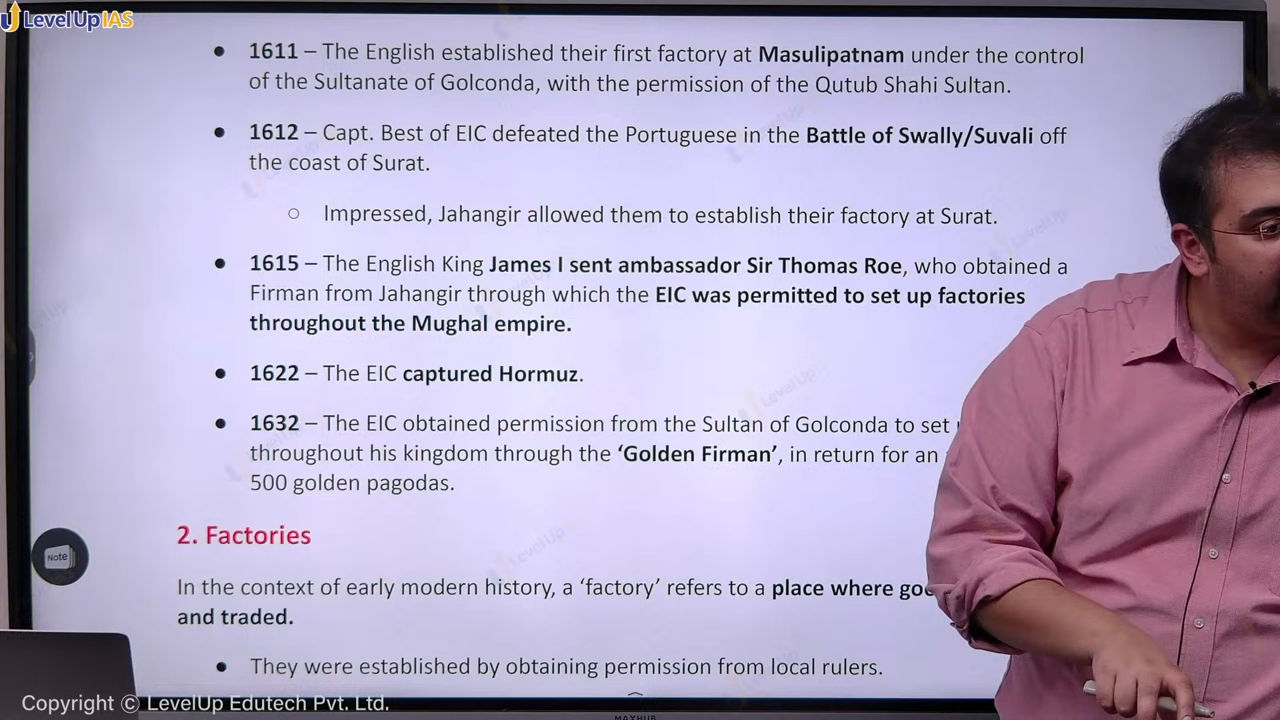 LevelUp IAS
• 1611 – The English established their first factory at Masulipatnam under the control
of the Sultanate of Golconda, with the permission of the Qutub Shahi Sultan.
• 1612 – Capt. Best of EIC defeated the Portuguese in the Battle of Swally/Suvali off
the coast of Surat.
○ Impressed, Jahangir allowed them to establish their factory at Surat.
• 1615 – The English King James I sent ambassador Sir Thomas Roe, who obtained a
Firman from Jahangir through which the EIC was permitted to set up factories
throughout the Mughal empire.
• 1622 – The EIC captured Hormuz.
• 1632 – The EIC obtained permission from the Sultan of Golconda to set
throughout his kingdom through the ‘Golden Firman’, in return for an
500 golden pagodas.
2. Factories
Note
In the context of early modern history, a ‘factory’ refers to a place where
and traded.
• They were established by obtaining permission from local rulers.
Copyright © LevelUp Edutech Pvt. Ltd.
MAXHUB